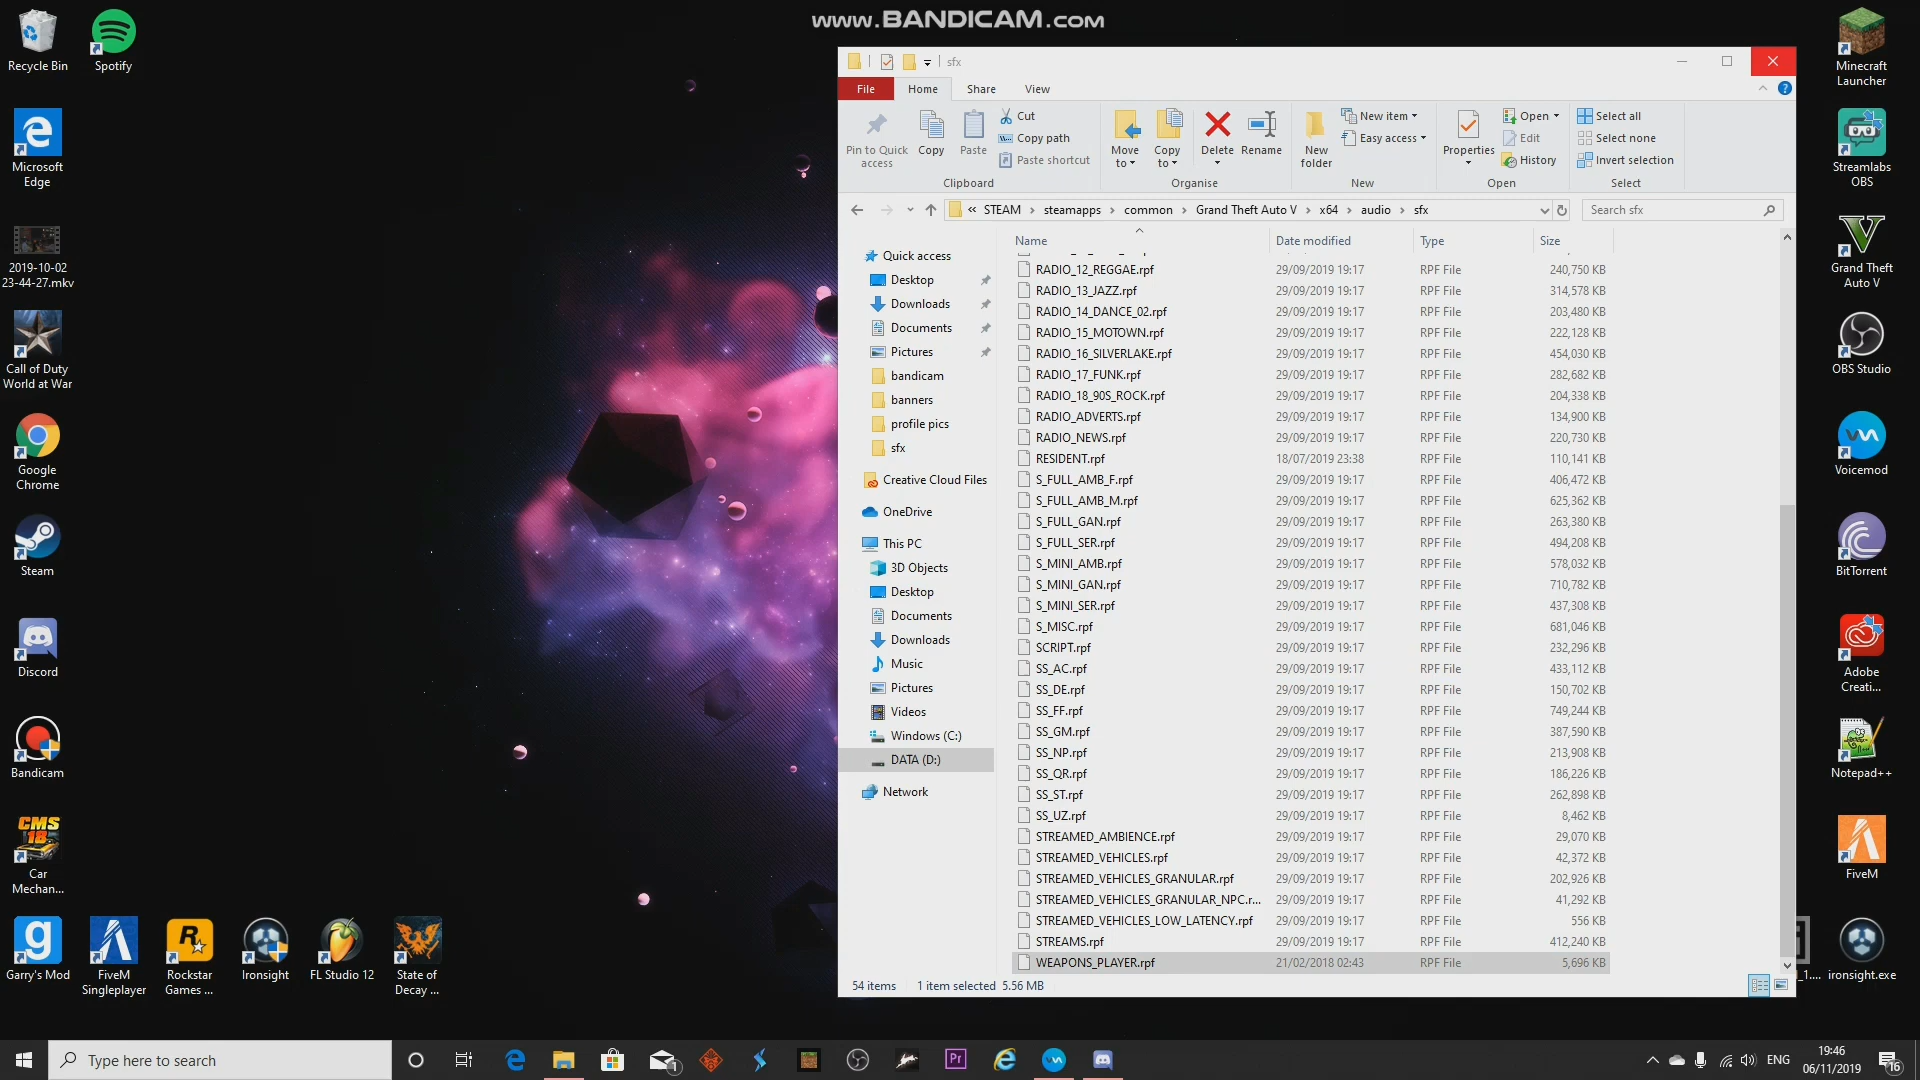 www.BANDICAM.com
Recycle Bin
Spotify
Microsoft
Edge
2019-10-02
23-44-27.mkv
Call of Duty
World at War
Google
Chrome
Steam
Discord
Bandicam
CMS
18
Car
Mechan...
Garry's Mod
FiveM
Singleplayer
Rockstar
Games ...
Ironsight
FL Studio 12
State of
Decay ...
sfx
File
Home
Share
View
Pin to Quick
access
Copy
Paste
Cut
Copy path
Paste shortcut
Clipboard
Move
to
Copy
to
Delete
Rename
Organise
New
folder
New item
Easy access
New
Properties
Open
Edit
History
Open
Select all
Select none
Invert selection
Select
« STEAM › steamapps › common › Grand Theft Auto V › x64 › audio › sfx
Search sfx
Quick access
Desktop
Downloads
Documents
Pictures
bandicam
banners
profile pics
sfx
Creative Cloud Files
OneDrive
This PC
3D Objects
Desktop
Documents
Downloads
Music
Pictures
Videos
Windows (C:)
DATA (D:)
Network
Name Date modified Type Size
RADIO_12_REGGAE.rpf 29/09/2019 19:17 RPF File 240,750 KB
RADIO_13_JAZZ.rpf 29/09/2019 19:17 RPF File 314,578 KB
RADIO_14_DANCE_02.rpf 29/09/2019 19:17 RPF File 203,480 KB
RADIO_15_MOTOWN.rpf 29/09/2019 19:17 RPF File 222,128 KB
RADIO_16_SILVERLAKE.rpf 29/09/2019 19:17 RPF File 454,030 KB
RADIO_17_FUNK.rpf 29/09/2019 19:17 RPF File 282,682 KB
RADIO_18_90S_ROCK.rpf 29/09/2019 19:17 RPF File 204,338 KB
RADIO_ADVERTS.rpf 29/09/2019 19:17 RPF File 134,900 KB
RADIO_NEWS.rpf 29/09/2019 19:17 RPF File 220,730 KB
RESIDENT.rpf 18/07/2019 23:38 RPF File 110,141 KB
S_FULL_AMB_F.rpf 29/09/2019 19:17 RPF File 406,472 KB
S_FULL_AMB_M.rpf 29/09/2019 19:17 RPF File 625,362 KB
S_FULL_GAN.rpf 29/09/2019 19:17 RPF File 263,380 KB
S_FULL_SER.rpf 29/09/2019 19:17 RPF File 494,208 KB
S_MINI_AMB.rpf 29/09/2019 19:17 RPF File 578,032 KB
S_MINI_GAN.rpf 29/09/2019 19:17 RPF File 710,782 KB
S_MINI_SER.rpf 29/09/2019 19:17 RPF File 437,308 KB
S_MISC.rpf 29/09/2019 19:17 RPF File 681,046 KB
SCRIPT.rpf 29/09/2019 19:17 RPF File 232,296 KB
SS_AC.rpf 29/09/2019 19:17 RPF File 433,112 KB
SS_DE.rpf 29/09/2019 19:17 RPF File 150,702 KB
SS_FF.rpf 29/09/2019 19:17 RPF File 749,244 KB
SS_GM.rpf 29/09/2019 19:17 RPF File 387,590 KB
SS_NP.rpf 29/09/2019 19:17 RPF File 213,908 KB
SS_QR.rpf 29/09/2019 19:17 RPF File 186,226 KB
SS_ST.rpf 29/09/2019 19:17 RPF File 262,898 KB
SS_UZ.rpf 29/09/2019 19:17 RPF File 8,462 KB
STREAMED_AMBIENCE.rpf 29/09/2019 19:17 RPF File 29,070 KB
STREAMED_VEHICLES.rpf 29/09/2019 19:17 RPF File 42,372 KB
STREAMED_VEHICLES_GRANULAR.rpf 29/09/2019 19:17 RPF File 202,926 KB
STREAMED_VEHICLES_GRANULAR_NPC.r... 29/09/2019 19:17 RPF File 41,292 KB
STREAMED_VEHICLES_LOW_LATENCY.rpf 29/09/2019 19:17 RPF File 556 KB
STREAMS.rpf 29/09/2019 19:17 RPF File 412,240 KB
WEAPONS_PLAYER.rpf 21/02/2018 02:43 RPF File 5,696 KB
54 items 1 item selected 5.56 MB
Minecraft
Launcher
Streamlabs
OBS
Grand Theft
Auto V
OBS Studio
Voicemod
BitTorrent
Adobe
Creati...
Notepad++
FiveM
_1....
ironsight.exe
Type here to search
1
Pr
ENG
19:46
06/11/2019
16